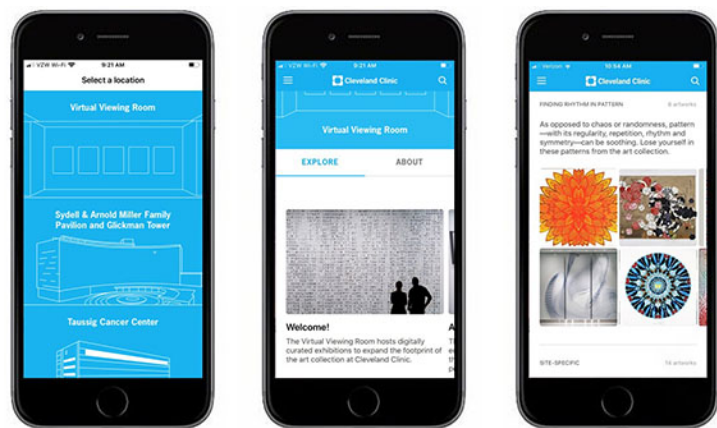 VZW Wi-Fi 9:21 AM
Select a location
Virtual Viewing Room
Sydell & Arnold Miller Family
Pavilion and Glickman Tower
Taussig Cancer Center
VZW Wi-Fi 9:21 AM
Cleveland Clinic
Virtual Viewing Room
EXPLORE ABOUT
Welcome!
The Virtual Viewing Room hosts digitally
curated exhibitions to expand the footprint of
the art collection at Cleveland Clinic.
A
Verizon 10:54 AM
Cleveland Clinic
FINDING RHYTHM IN PATTERN 8 artworks
As opposed to chaos or randomness, pattern
—with its regularity, repetition, rhythm and
symmetry—can be soothing. Lose yourself in
these patterns from the art collection.
SITE-SPECIFIC 14 artworks